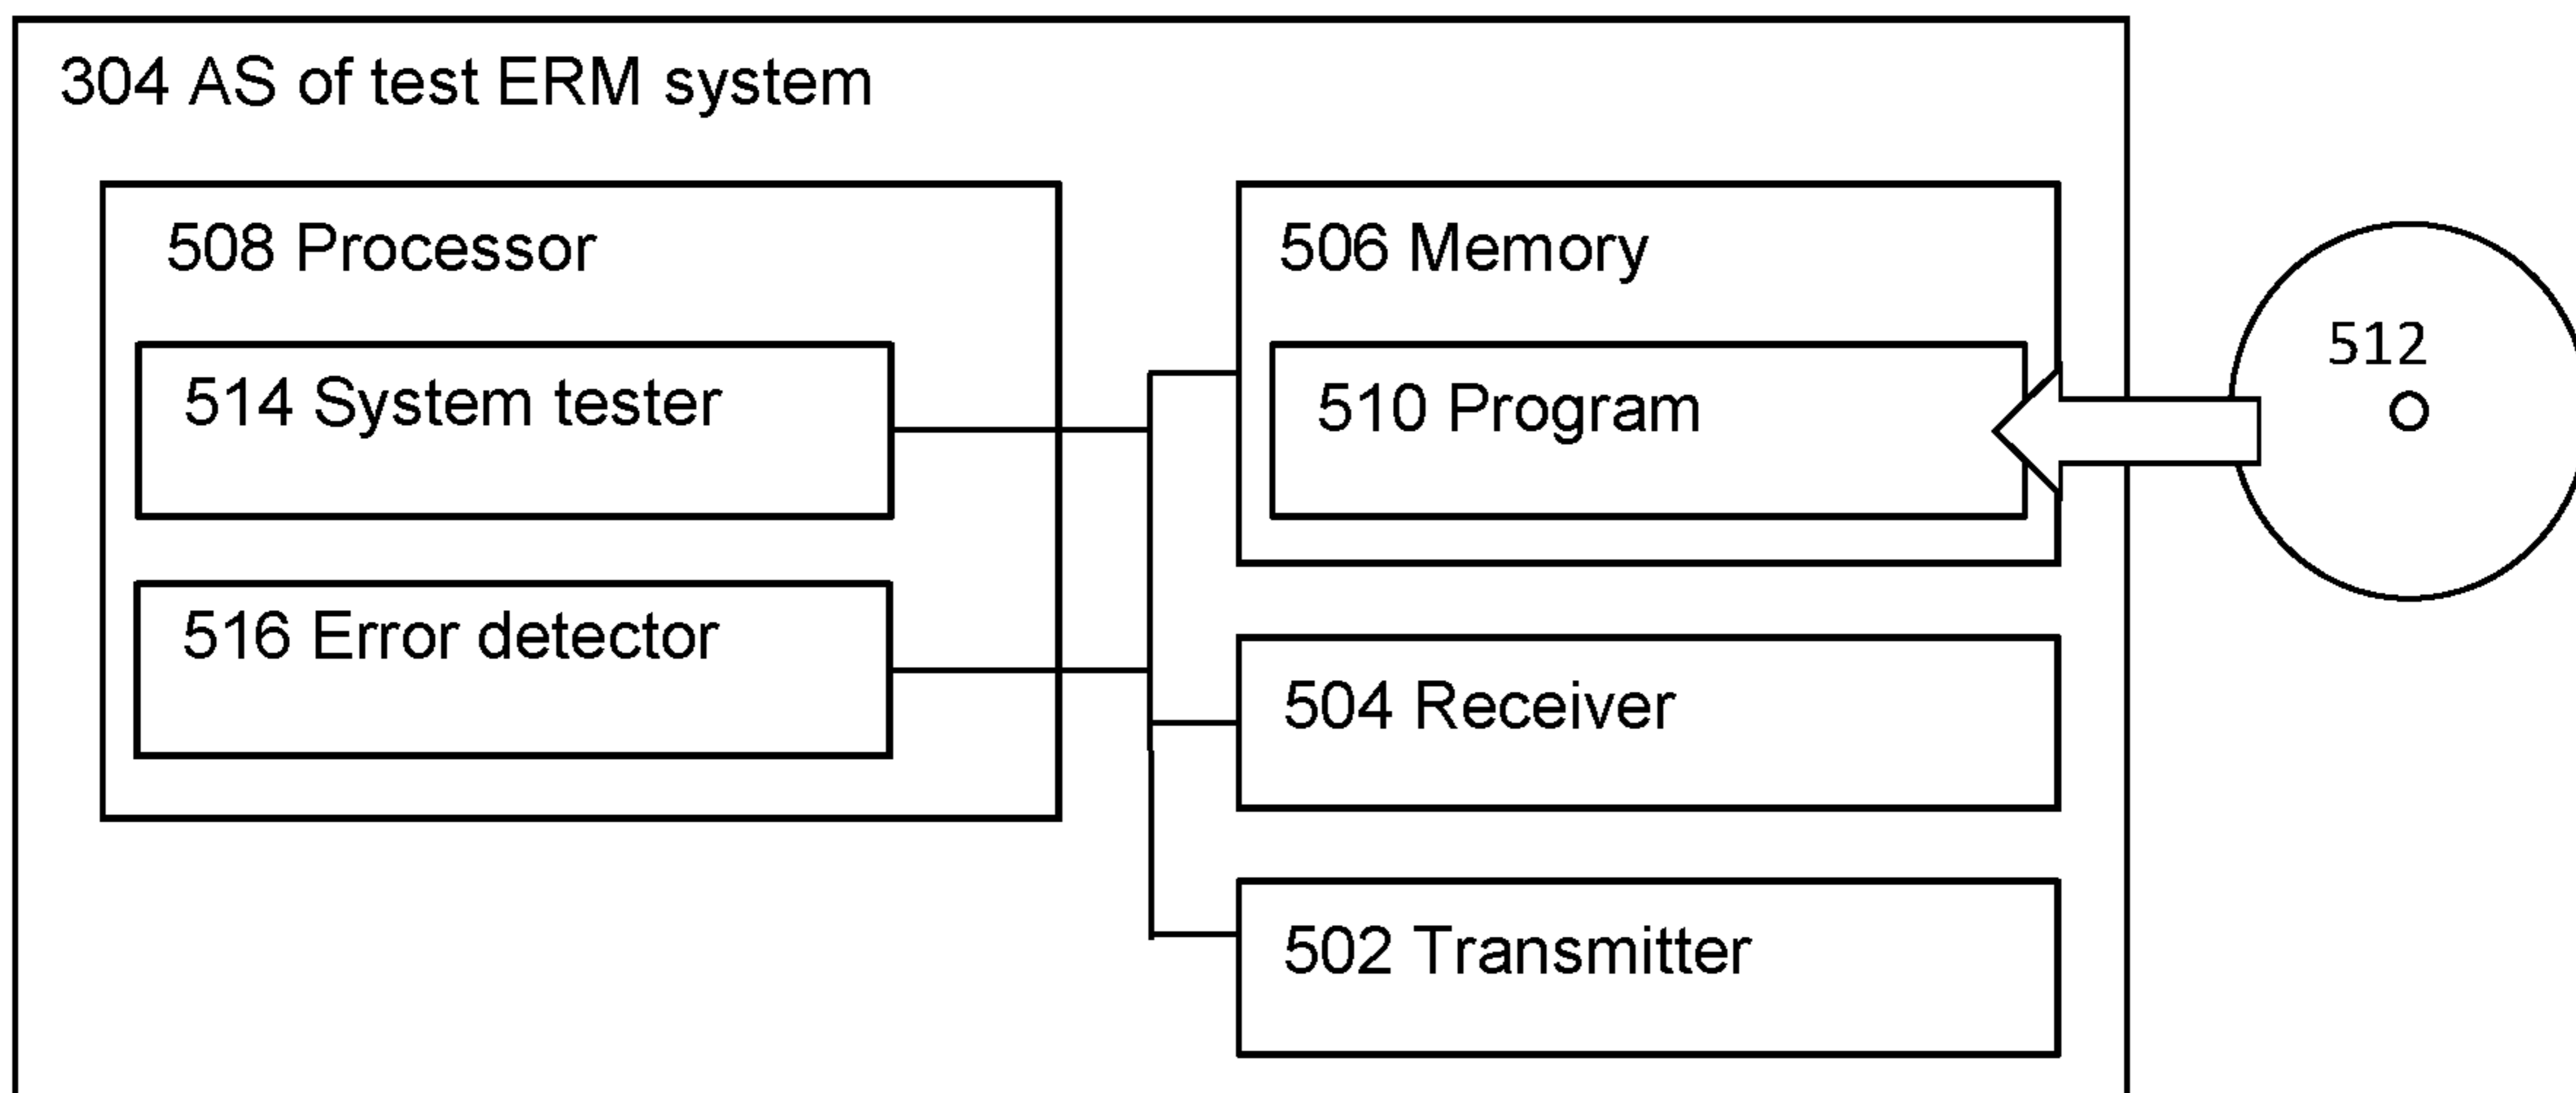 304 AS of test ERM system
508 Processor
514 System tester
516 Error detector
506 Memory
510 Program
504 Receiver
502 Transmitter
512